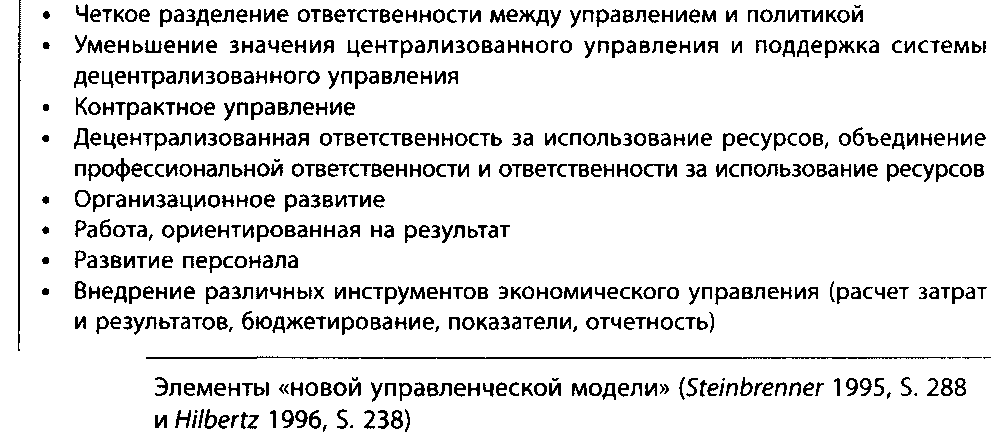 • Четкое разделение ответственности между управлением и политикой
• Уменьшение значения централизованного управления и поддержка системы
децентрализованного управления
• Контрактное управление
• Децентрализованная ответственность за использование ресурсов, объединение
профессиональной ответственности и ответственности за использование ресурсов
• Организационное развитие
• Работа, ориентированная на результат
• Развитие персонала
• Внедрение различных инструментов экономического управления (расчет затрат
и результатов, бюджетирование, показатели, отчетность)
Элементы «новой управленческой модели» (Steinbrenner 1995, S. 288
и Hilbertz 1996, S. 238)